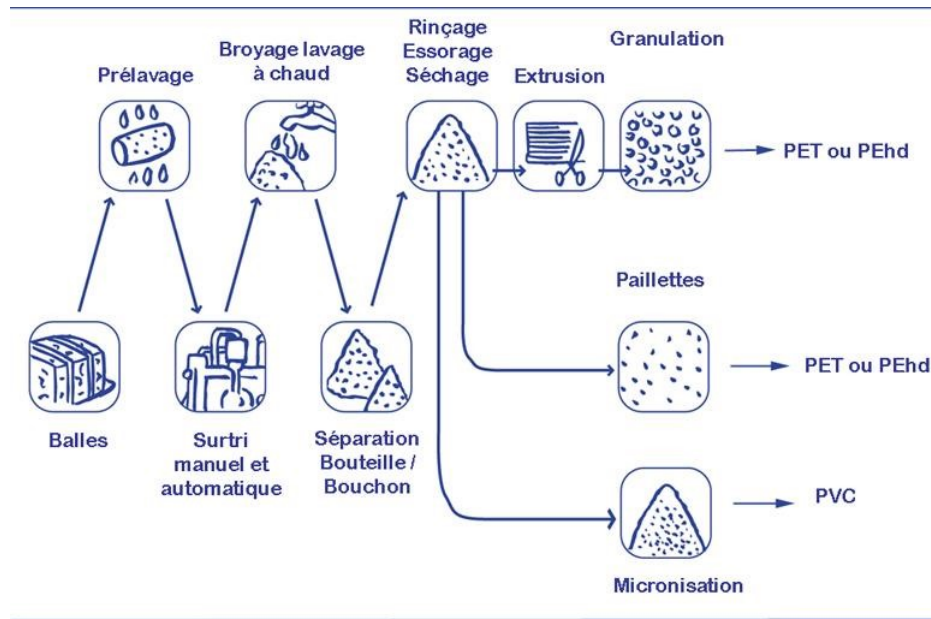 Prélavage
Broyage lavage
à chaud
Rinçage
Essorage
Séchage
Extrusion
Granulation
PET ou PEhd
Balles
Surtri
manuel et
automatique
Séparation
Bouteille /
Bouchon
Paillettes
PET ou PEhd
PVC
Micronisation